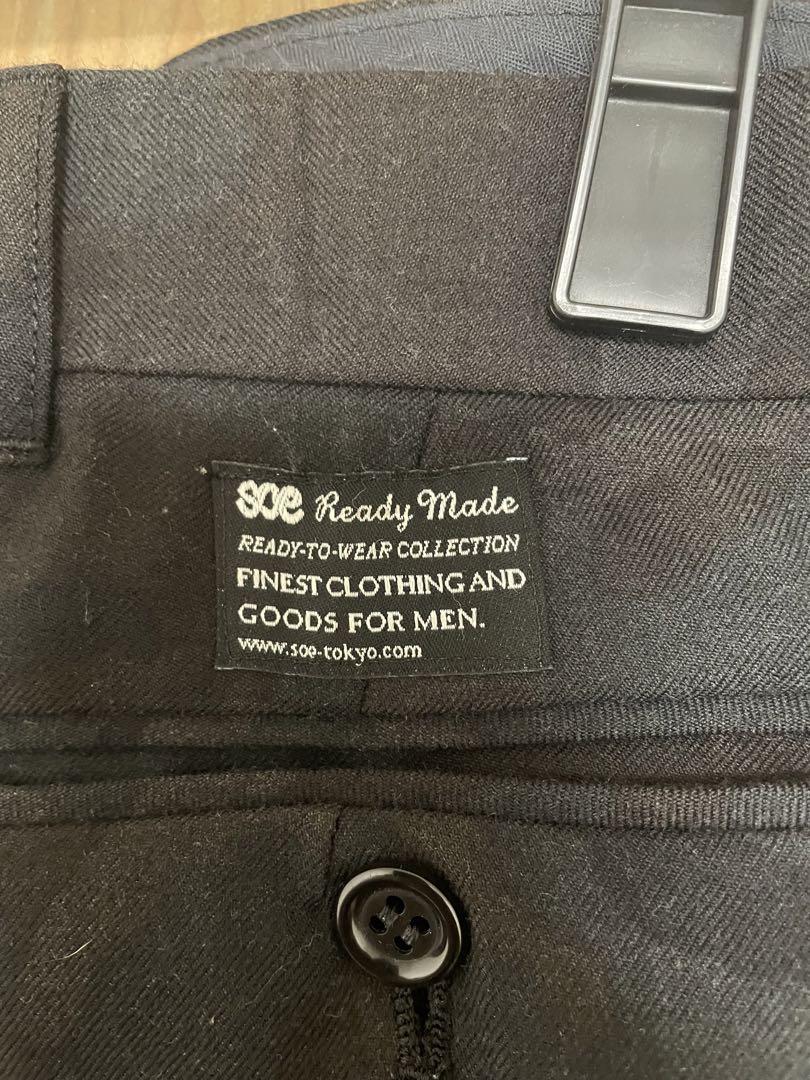 soe Ready Made
READY-TO-WEAR COLLECTION
FINEST CLOTHING AND
GOODS FOR MEN.
www.soe-tokyo.com